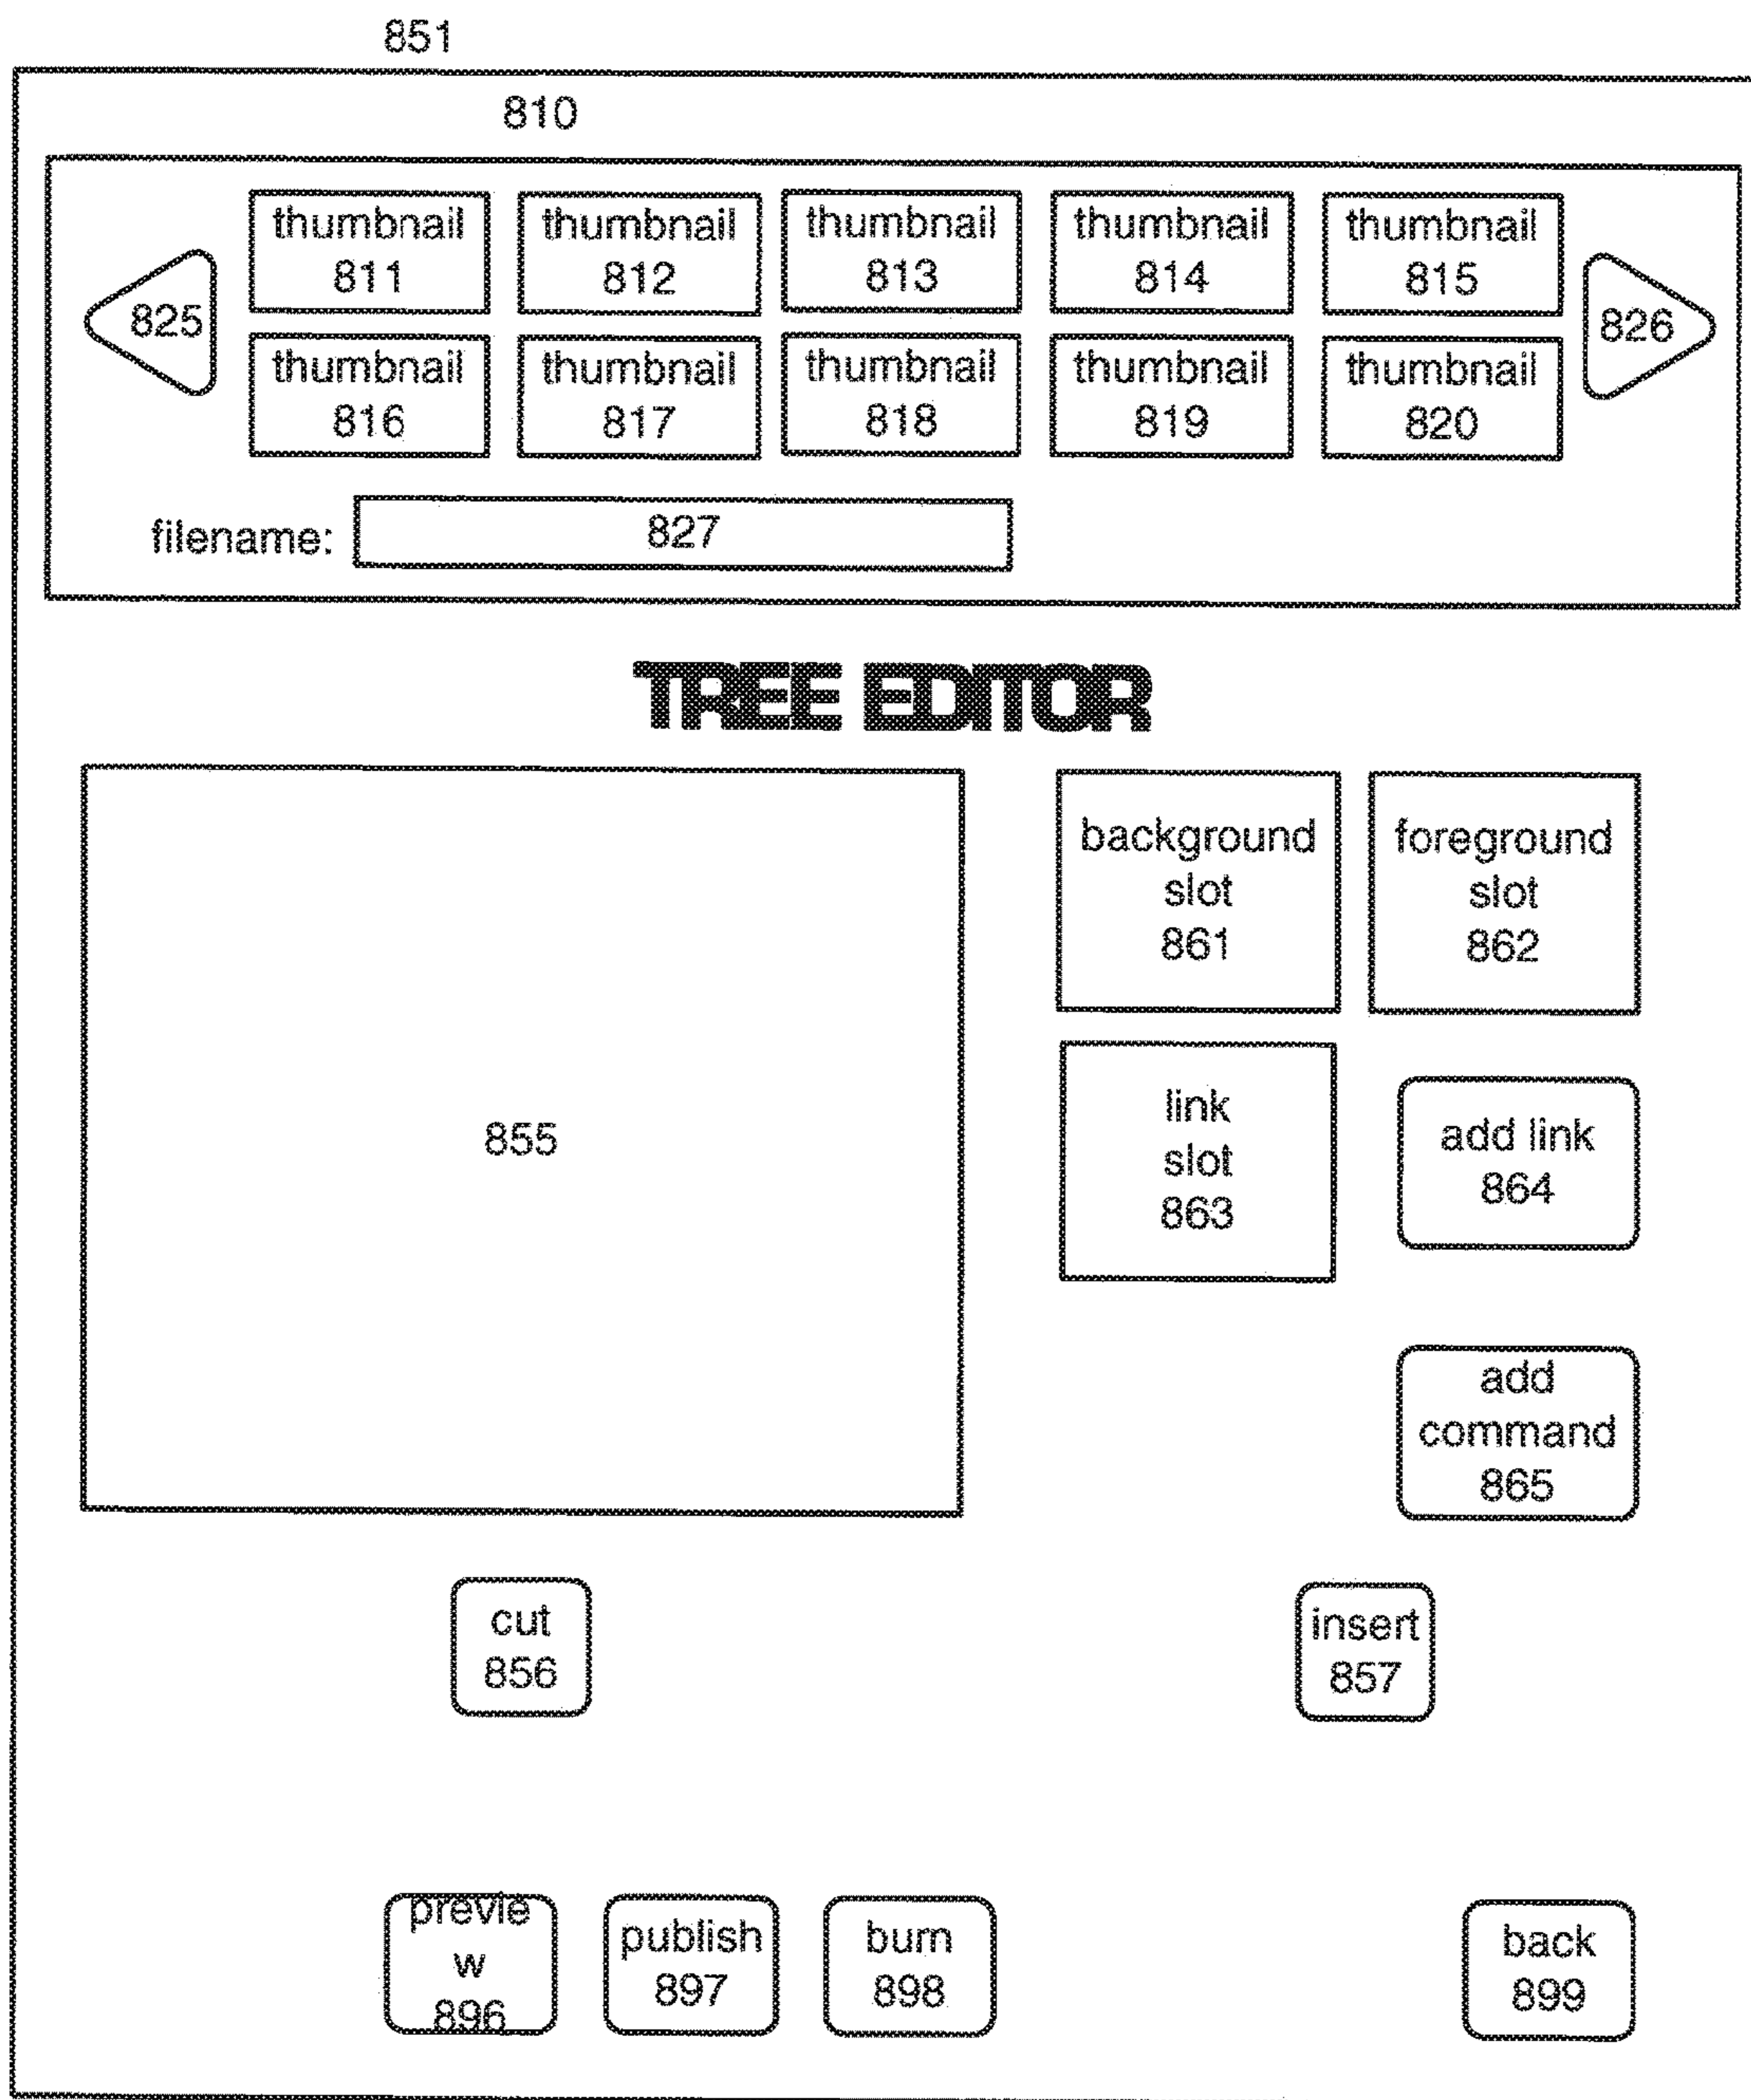 851
810
thumbnail
811
thumbnail
812
thumbnail
813
thumbnail
814
thumbnail
815
825
826
thumbnail
816
thumbnail
817
thumbnail
818
thumbnail
819
thumbnail
820
filename:
827
TREE EDITOR
855
background
slot
861
foreground
slot
862
link
slot
863
add link
864
add
command
865
cut
856
insert
857
previe
w
896
publish
897
burn
898
back
899